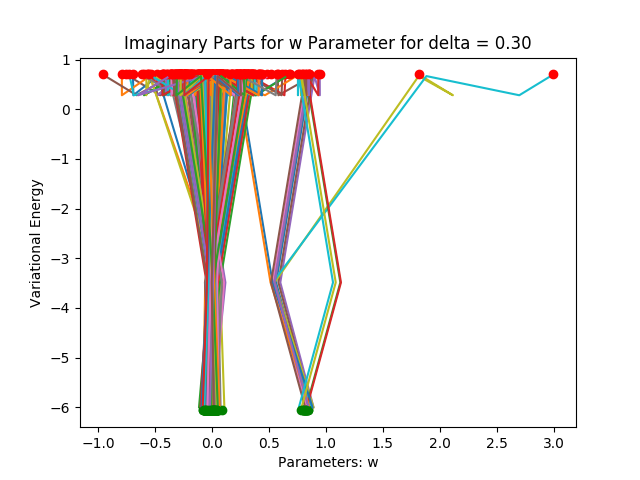 Imaginary Parts for w Parameter for delta = 0.30
Variational Energy
1
0
−1
−2
−3
−4
−5
−6
−1.0 −0.5 0.0 0.5 1.0 1.5 2.0 2.5 3.0
Parameters: w